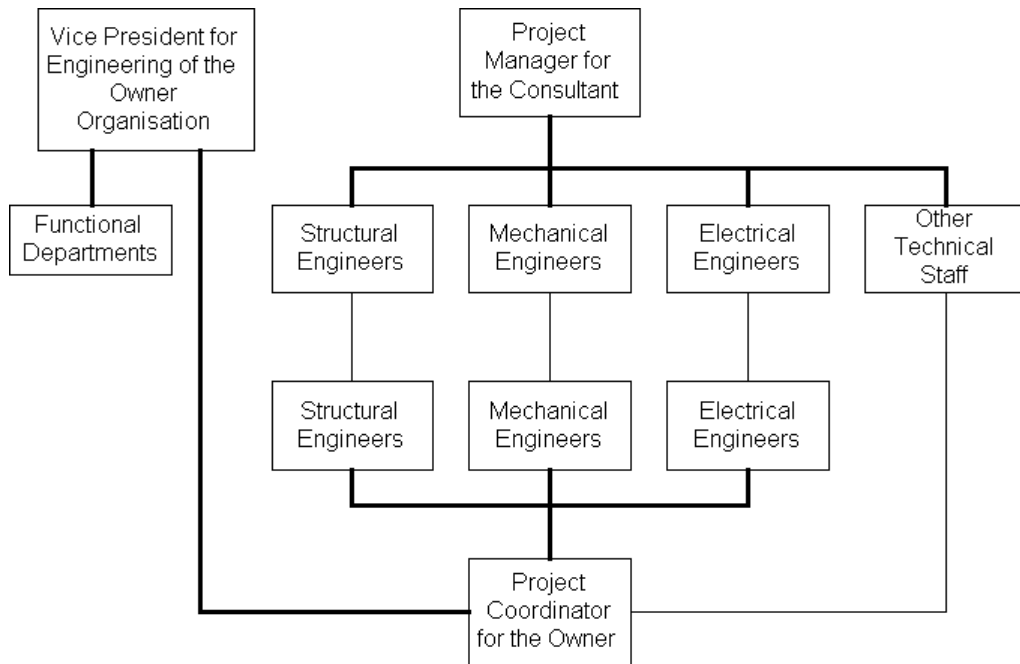 Vice President for
Engineering of the
Owner
Organisation
Project
Manager for
the Consultant
Functional
Departments
Structural
Engineers
Mechanical
Engineers
Electrical
Engineers
Other
Technical
Staff
Structural
Engineers
Mechanical
Engineers
Electrical
Engineers
Project
Coordinator
for the Owner